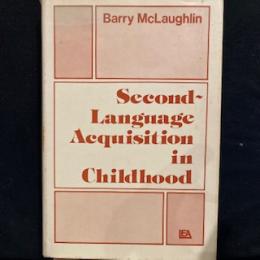 Barry McLaughlin
Second-
Language
Acquisition
in
Childhood
LEA